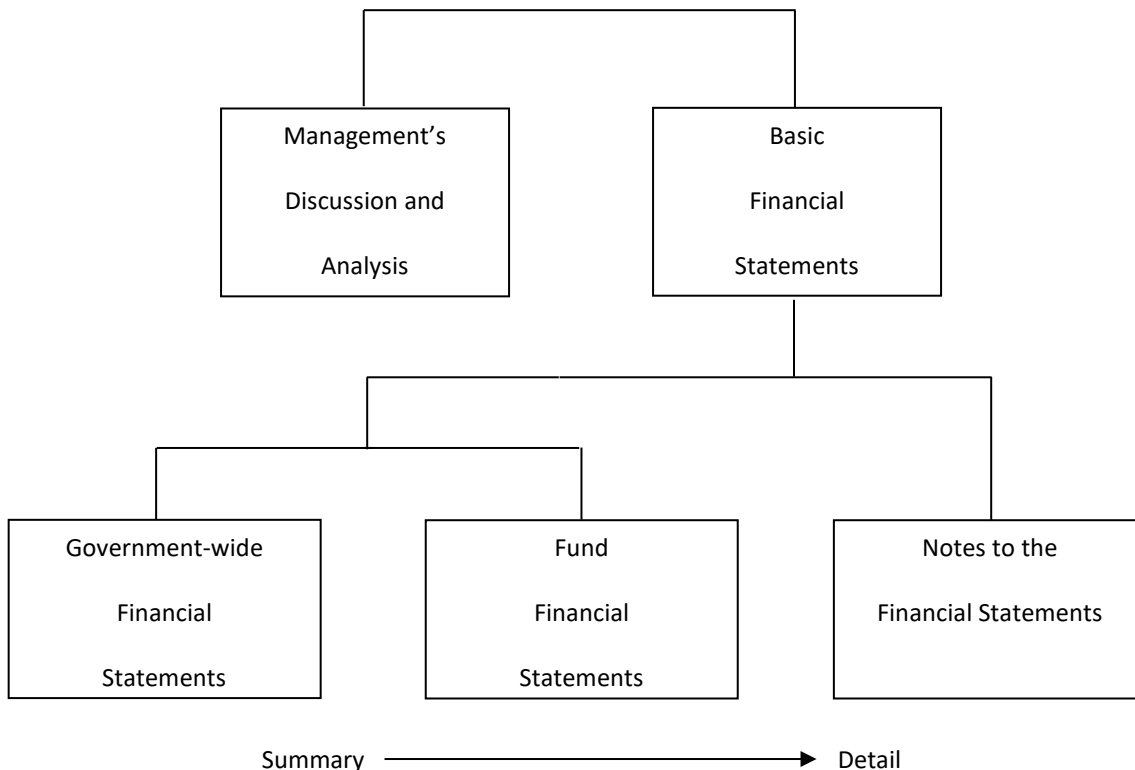 Management’s
Discussion and
Analysis
Basic
Financial
Statements
Government-wide
Financial
Statements
Fund
Financial
Statements
Notes to the
Financial Statements
Summary
Detail